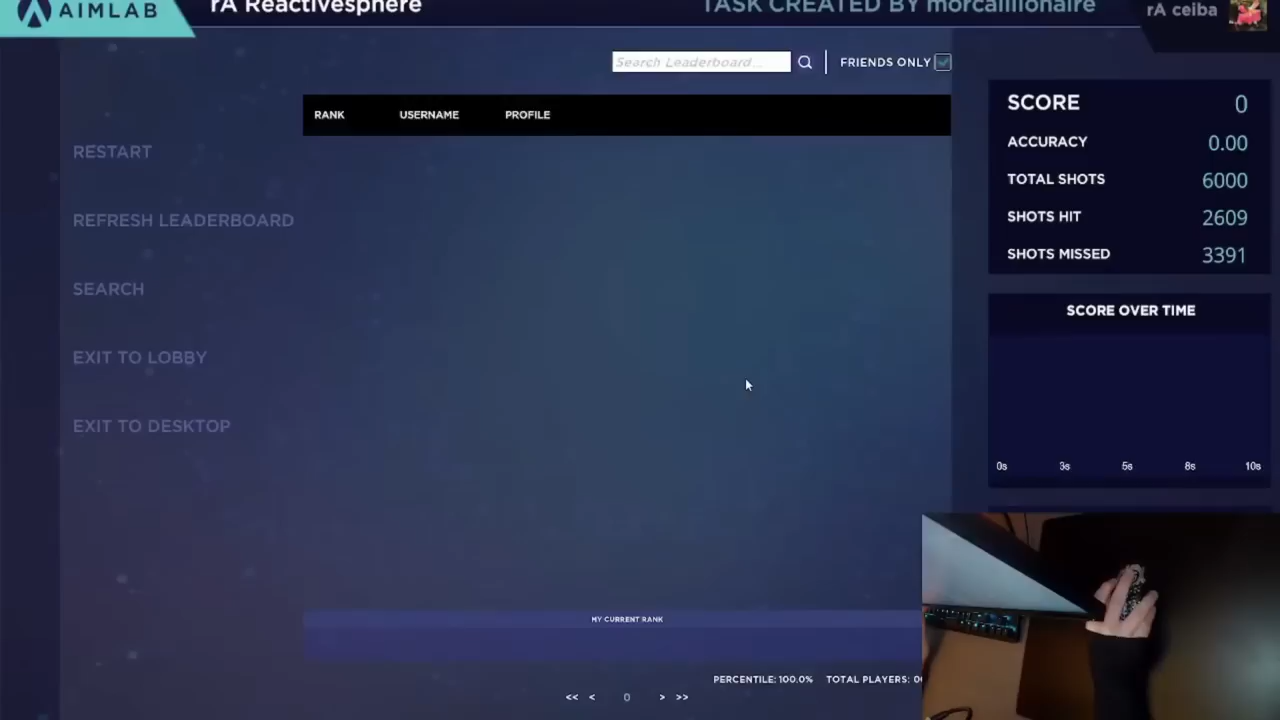 AIMLAB
rA Reactivesphere
TASK CREATED BY morcaillionaire
rA ceiba
Search Leaderboard...
FRIENDS ONLY
RANK
USERNAME
PROFILE
RESTART
REFRESH LEADERBOARD
SEARCH
EXIT TO LOBBY
EXIT TO DESKTOP
SCORE 0
ACCURACY 0.00
TOTAL SHOTS 6000
SHOTS HIT 2609
SHOTS MISSED 3391
SCORE OVER TIME
0s 3s 5s 8s 10s
MY CURRENT RANK
PERCENTILE: 100.0% TOTAL PLAYERS:
<< < 0 > >>